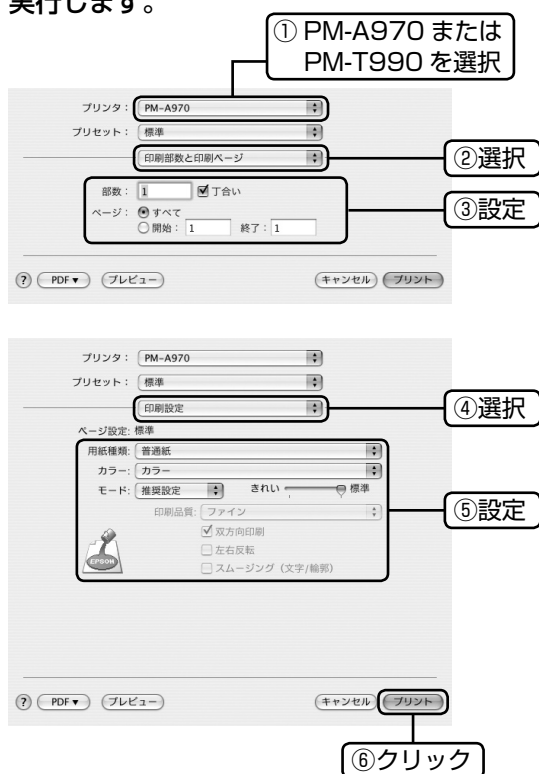 実行します。
① PM-A970 または
PM-T990 を選択
プリンタ： PM-A970
プリセット： 標準
印刷部数と印刷ページ
②選択
部数： 1 丁合い
③設定
ページ： すべて
開始： 1 終了： 1
? PDF▼ プレビュー キャンセル プリント
プリンタ： PM-A970
プリセット： 標準
印刷設定
④選択
ページ設定: 標準
用紙種類: 普通紙
カラー: カラー
モード: 推奨設定 きれい 標準
⑤設定
印刷品質: ファイン
双方向印刷
左右反転
EPSON
スムージング（文字/輪郭）
? PDF▼ プレビュー キャンセル プリント
⑥クリック